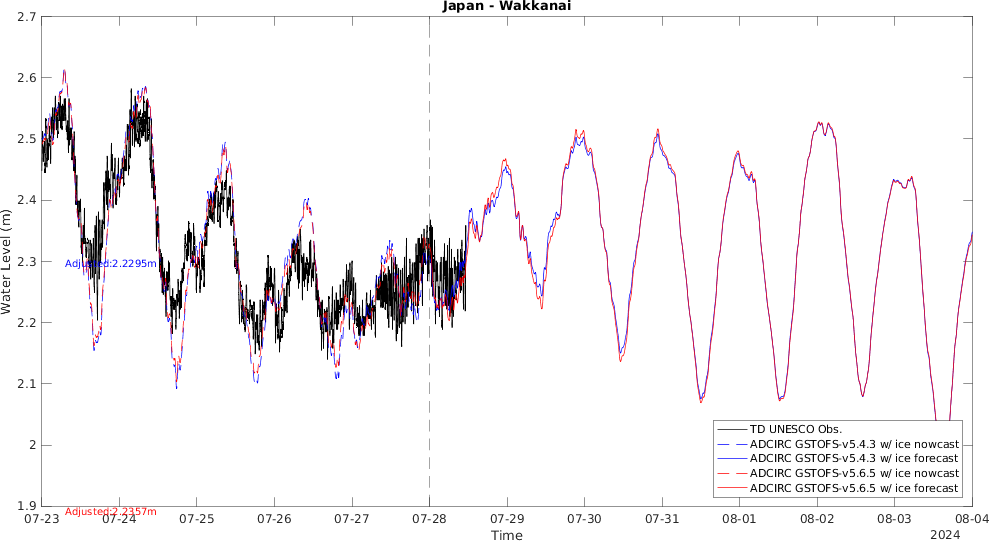 Japan - Wakkanai
2.7
2.6
2.5
2.4
2.3
2.2
2.1
2
1.9
Water Level (m)
Adjusted:2.2295m
Adjusted:2.2357m
TD UNESCO Obs.
ADCIRC GSTOFS-v5.4.3 w/ ice nowcast
ADCIRC GSTOFS-v5.4.3 w/ ice forecast
ADCIRC GSTOFS-v5.6.5 w/ ice nowcast
ADCIRC GSTOFS-v5.6.5 w/ ice forecast
07-23 07-24 07-25 07-26 07-27 07-28 07-29 07-30 07-31 08-01 08-02 08-03 08-04
Time
2024